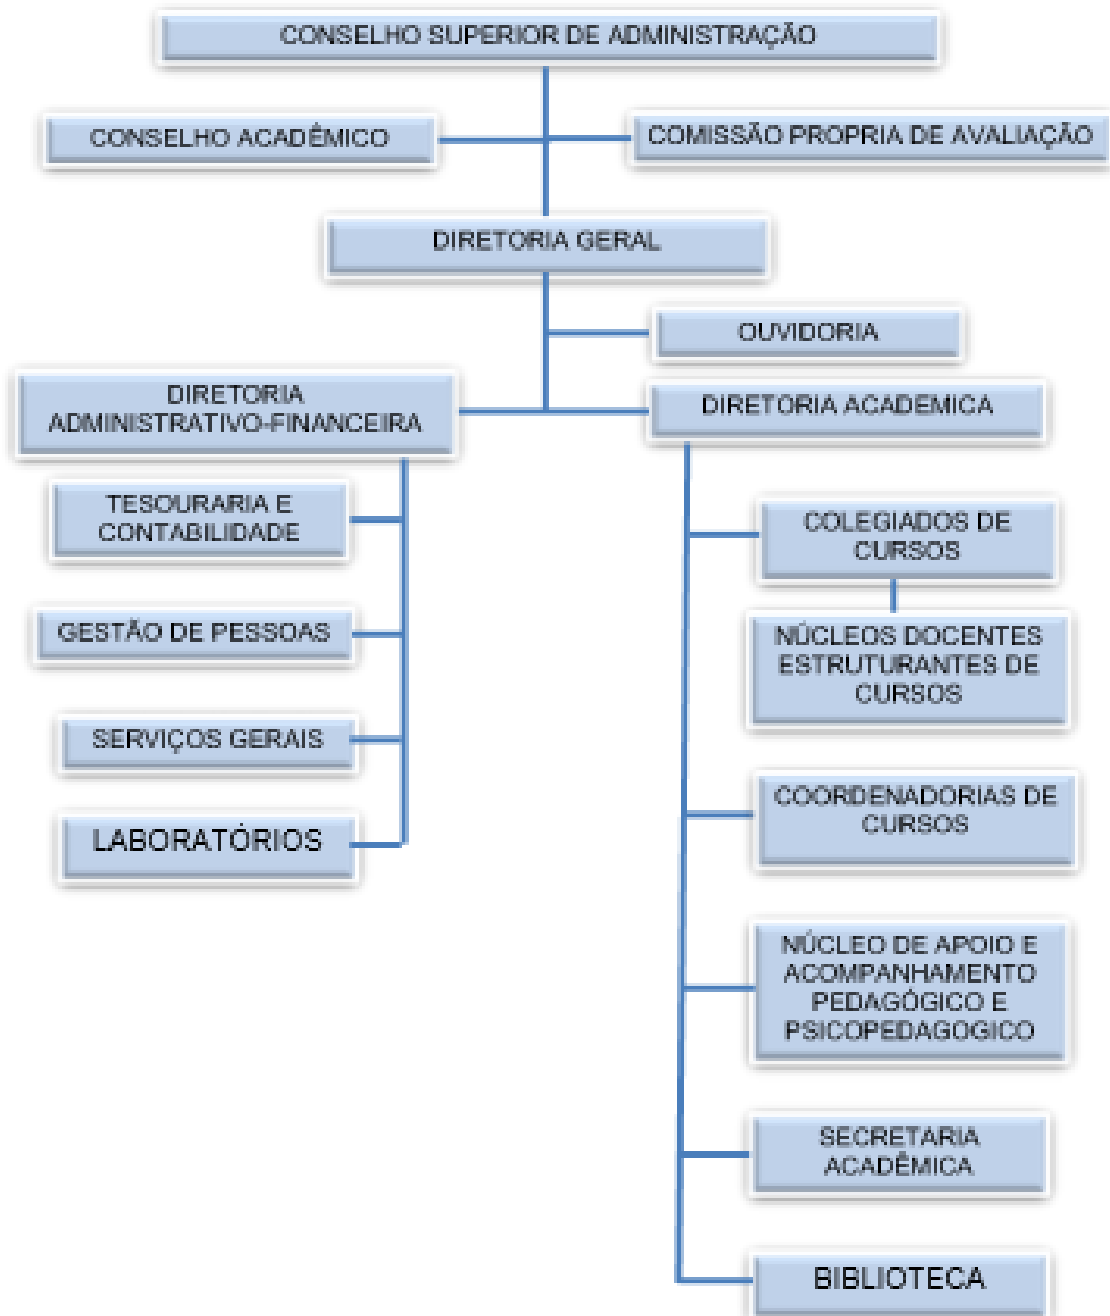 CONSELHO SUPERIOR DE ADMINISTRAÇÃO
CONSELHO ACADÊMICO
COMISSÃO PROPRIA DE AVALIAÇÃO
DIRETORIA GERAL
OUVIDORIA
DIRETORIA
ADMINISTRATIVO-FINANCEIRA
DIRETORIA ACADEMICA
TESOURARIA E
CONTABILIDADE
GESTÃO DE PESSOAS
SERVIÇOS GERAIS
LABORATÓRIOS
COLEGIADOS DE
CURSOS
NÚCLEOS DOCENTES
ESTRUTURANTES DE
CURSOS
COORDENADORIAS DE
CURSOS
NÚCLEO DE APOIO E
ACOMPANHAMENTO
PEDAGÓGICO E
PSICOPEDAGOGICO
SECRETARIA
ACADÊMICA
BIBLIOTECA